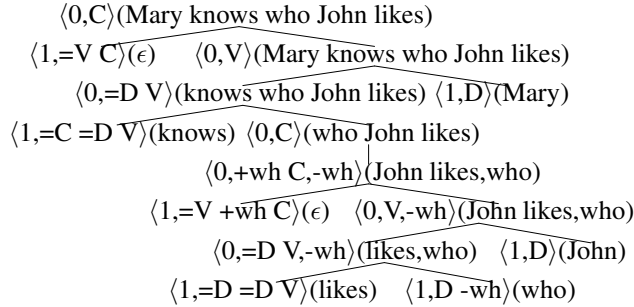 ⟨0,C⟩(Mary knows who John likes)
⟨1,=V C⟩(ϵ) ⟨0,V⟩(Mary knows who John likes)
⟨0,=D V⟩(knows who John likes) ⟨1,D⟩(Mary)
⟨1,=C =D V⟩(knows) ⟨0,C⟩(who John likes)
⟨0,+wh C,-wh⟩(John likes,who)
⟨1,=V +wh C⟩(ϵ) ⟨0,V,-wh⟩(John likes,who)
⟨0,=D V,-wh⟩(likes,who) ⟨1,D⟩(John)
⟨1,=D =D V⟩(likes) ⟨1,D -wh⟩(who)